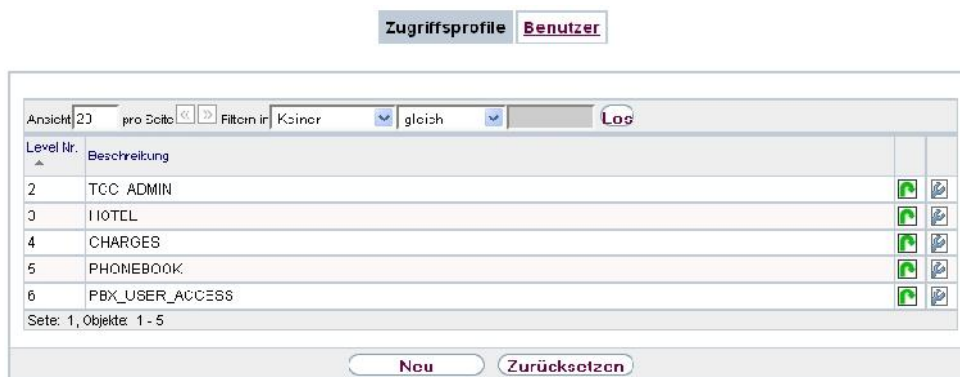 Zugriffsprofile Benutzer
Ansicht 20 pro Seite << >> Filtern in Keiner gleich Los
Level Nr. Beschreibung
2 TCC_ADMIN
3 HOTEL
4 CHARGES
5 PHONEBOOK
6 PBX_USER_ACCESS
Seite: 1, Objekte: 1 - 5
Neu Zurücksetzen